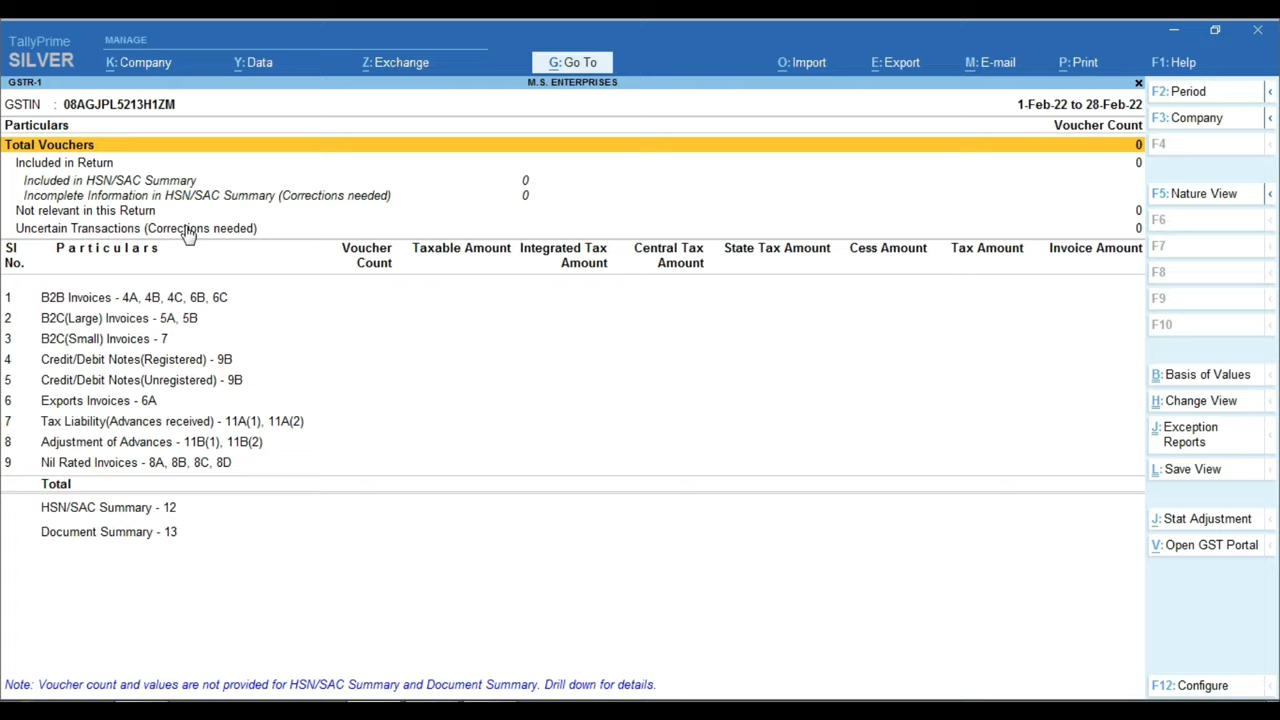 TallyPrime
MANAGE
SILVER
K: Company Y: Data Z: Exchange G: Go To O: Import E: Export M: E-mail P: Print F1: Help
GSTR-1 M.S. ENTERPRISES
GSTIN : 08AGJPL5213H1ZM 1-Feb-22 to 28-Feb-22
Particulars Voucher Count
Total Vouchers 0
Included in Return 0
Included in HSN/SAC Summary 0
Incomplete Information in HSN/SAC Summary (Corrections needed) 0
Not relevant in this Return 0
Uncertain Transactions (Corrections needed) 0
Sl Particulars Voucher Taxable Amount Integrated Tax Central Tax State Tax Amount Cess Amount Tax Amount Invoice Amount
No. Count Amount Amount
1 B2B Invoices - 4A, 4B, 4C, 6B, 6C
2 B2C(Large) Invoices - 5A, 5B
3 B2C(Small) Invoices - 7
4 Credit/Debit Notes(Registered) - 9B
5 Credit/Debit Notes(Unregistered) - 9B
6 Exports Invoices - 6A
7 Tax Liability(Advances received) - 11A(1), 11A(2)
8 Adjustment of Advances - 11B(1), 11B(2)
9 Nil Rated Invoices - 8A, 8B, 8C, 8D
Total
HSN/SAC Summary - 12
Document Summary - 13
Note: Voucher count and values are not provided for HSN/SAC Summary and Document Summary. Drill down for details.
F2: Period
F3: Company
F4
F5: Nature View
F6
F7
F8
F9
F10
B: Basis of Values
H: Change View
J: Exception
Reports
L: Save View
J: Stat Adjustment
V: Open GST Portal
F12: Configure